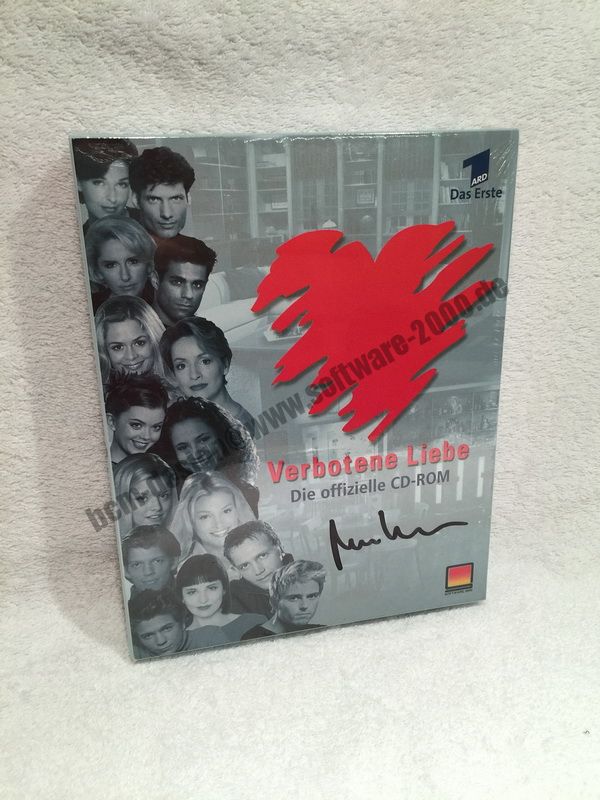 1
ARD
Das Erste
www.software-2000.de
Verbotene Liebe
Die offizielle CD-ROM